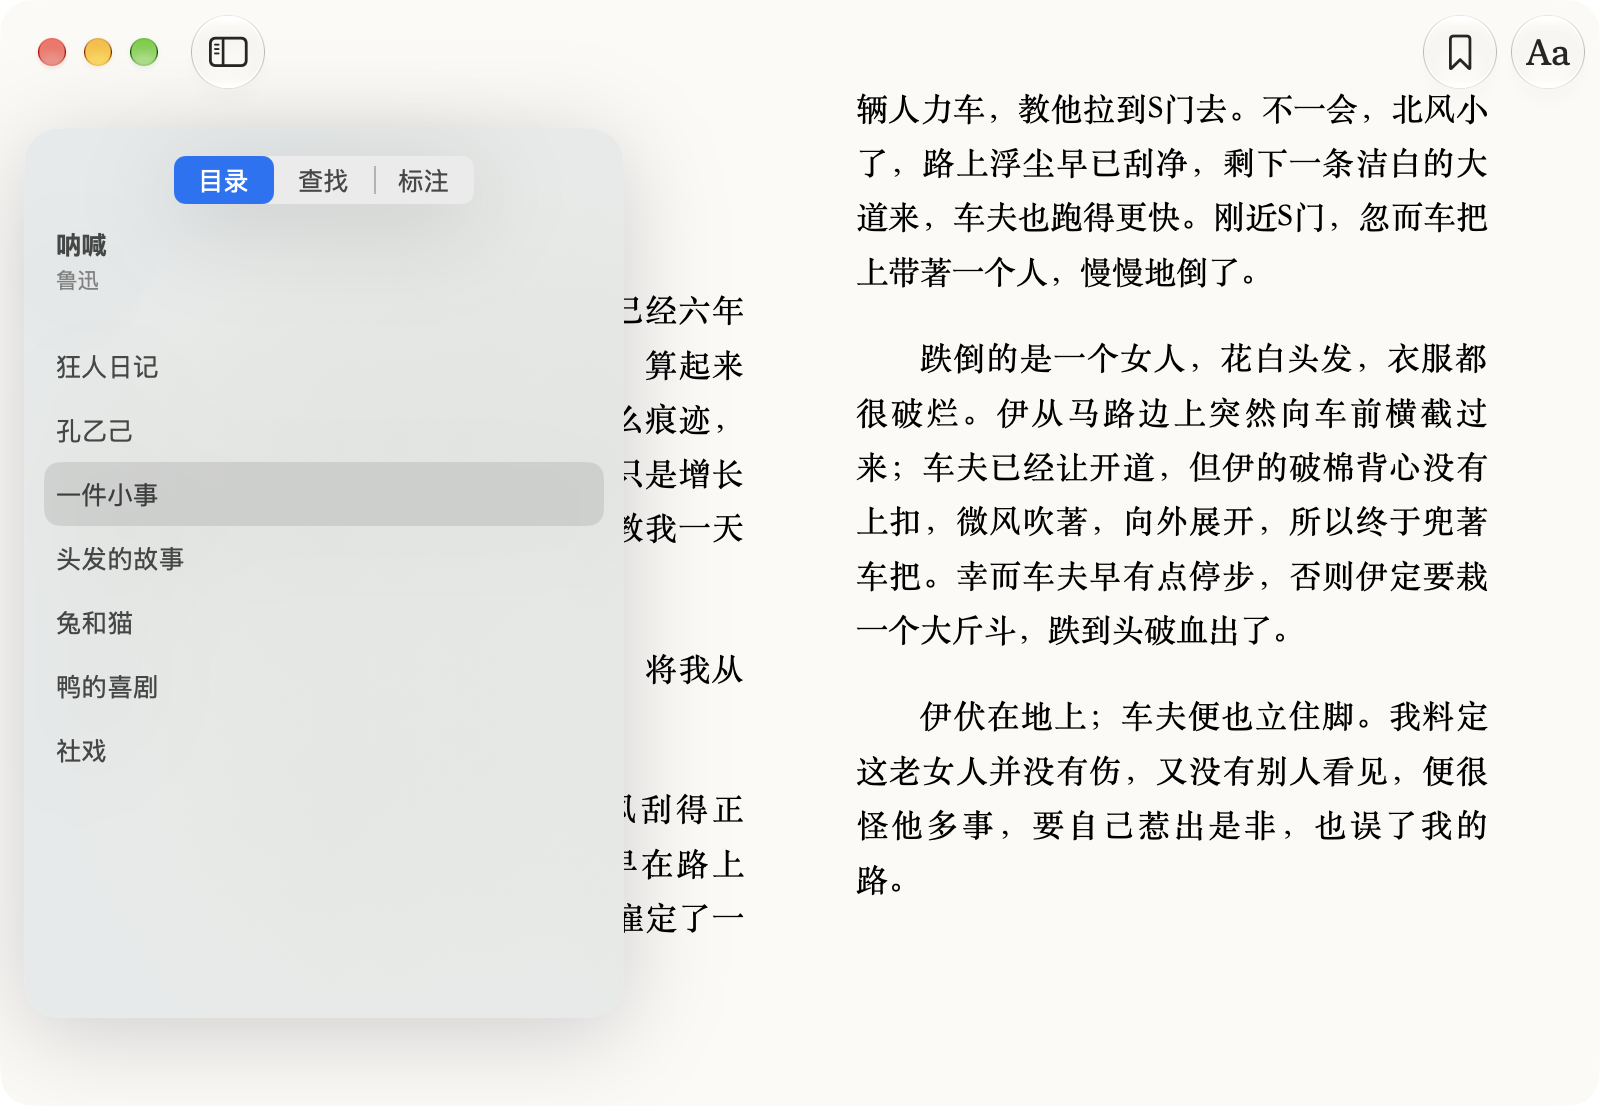 Aa
目录 查找 标注
呐喊
鲁迅
狂人日记
孔乙己
一件小事
头发的故事
兔和猫
鸭的喜剧
社戏
已经六年
算起来
么痕迹，
只是增长
教我一天
将我从
风刮得正
早在路上
雇定了一
辆人力车，教他拉到S门去。不一会，北风小
了，路上浮尘早已刮净，剩下一条洁白的大
道来，车夫也跑得更快。刚近S门，忽而车把
上带著一个人，慢慢地倒了。
跌倒的是一个女人，花白头发，衣服都
很破烂。伊从马路边上突然向车前横截过
来；车夫已经让开道，但伊的破棉背心没有
上扣，微风吹著，向外展开，所以终于兜著
车把。幸而车夫早有点停步，否则伊定要栽
一个大斤斗，跌到头破血出了。
伊伏在地上；车夫便也立住脚。我料定
这老女人并没有伤，又没有别人看见，便很
怪他多事，要自己惹出是非，也误了我的
路。